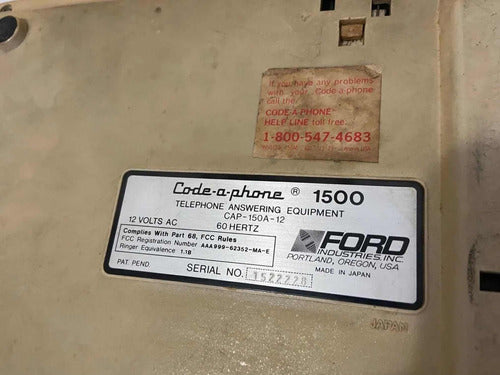 If you have any problems
with your Code-a-phone
call the
CODE-A-PHONE
HELP LINE toll free.
1-800-547-4683
Code-a-phone ® 1500
TELEPHONE ANSWERING EQUIPMENT
CAP-150A-12
12 VOLTS AC 60 HERTZ
Complies With Part 68, FCC Rules
FCC Registration Number AAA999-62352-MA-E
Ringer Equivalence 1.1B
FORD
INDUSTRIES, INC.
PORTLAND, OREGON, USA
PAT PEND.
SERIAL NO. 1522228
MADE IN JAPAN
JAPAN